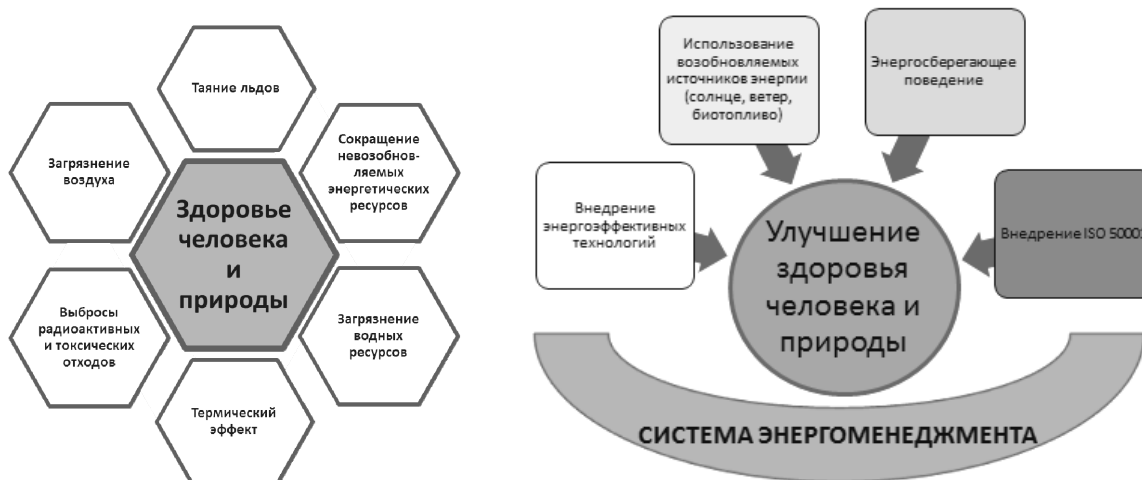 Таяние льдов
Сокращение
невозобнов-
ляемых
энергетических
ресурсов
Загрязнение
воздуха
Здоровье
человека
и
природы
Выбросы
радиоактивных
и токсических
отходов
Загрязнение
водных
ресурсов
Термический
эффект
Использование
возобновляемых
источников энергии
(солнце, ветер,
биотопливо)
Энергосберегающее
поведение
Внедрение
энергоэффективных
технологий
Внедрение ISO 50001
Улучшение
здоровья
человека и
природы
СИСТЕМА ЭНЕРГОМЕНЕДЖМЕНТА